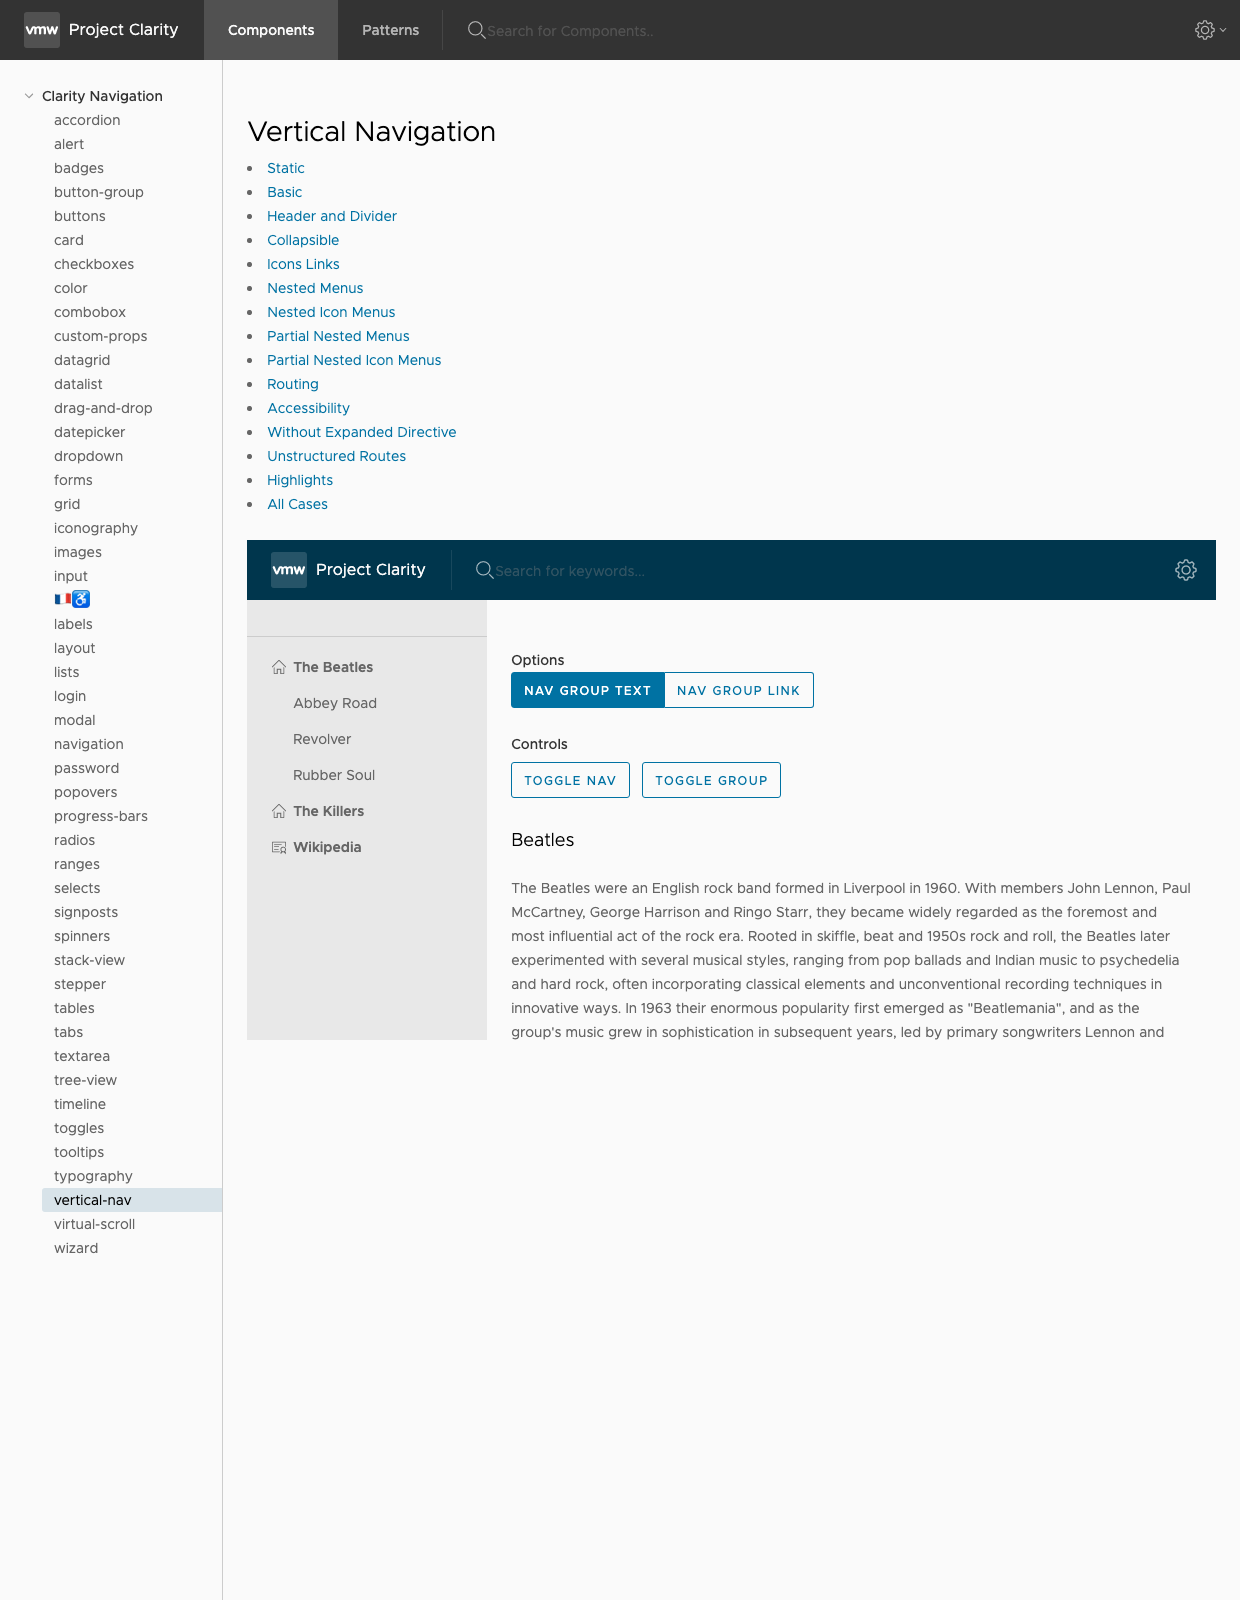 vmw Project Clarity Components Patterns Search for Components..
Clarity Navigation
accordion
alert
badges
button-group
buttons
card
checkboxes
color
combobox
custom-props
datagrid
datalist
drag-and-drop
datepicker
dropdown
forms
grid
iconography
images
input
🇫🇷♿
labels
layout
lists
login
modal
navigation
password
popovers
progress-bars
radios
ranges
selects
signposts
spinners
stack-view
stepper
tables
tabs
textarea
tree-view
timeline
toggles
tooltips
typography
vertical-nav
virtual-scroll
wizard
Vertical Navigation
• Static
• Basic
• Header and Divider
• Collapsible
• Icons Links
• Nested Menus
• Nested Icon Menus
• Partial Nested Menus
• Partial Nested Icon Menus
• Routing
• Accessibility
• Without Expanded Directive
• Unstructured Routes
• Highlights
• All Cases
vmw Project Clarity Search for keywords...
The Beatles
Abbey Road
Revolver
Rubber Soul
The Killers
Wikipedia
Options
NAV GROUP TEXT NAV GROUP LINK
Controls
TOGGLE NAV TOGGLE GROUP
Beatles
The Beatles were an English rock band formed in Liverpool in 1960. With members John Lennon, Paul
McCartney, George Harrison and Ringo Starr, they became widely regarded as the foremost and
most influential act of the rock era. Rooted in skiffle, beat and 1950s rock and roll, the Beatles later
experimented with several musical styles, ranging from pop ballads and Indian music to psychedelia
and hard rock, often incorporating classical elements and unconventional recording techniques in
innovative ways. In 1963 their enormous popularity first emerged as "Beatlemania", and as the
group's music grew in sophistication in subsequent years, led by primary songwriters Lennon and